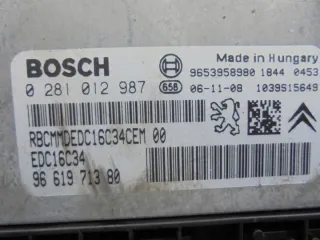 BOSCH
Made in Hungary
9653958980 1844 0453
0 281 012 987
658
06-11-08 1039S15649
RBCMMDEDC16C34CEM 00
EDC16C34
96 619 713 80